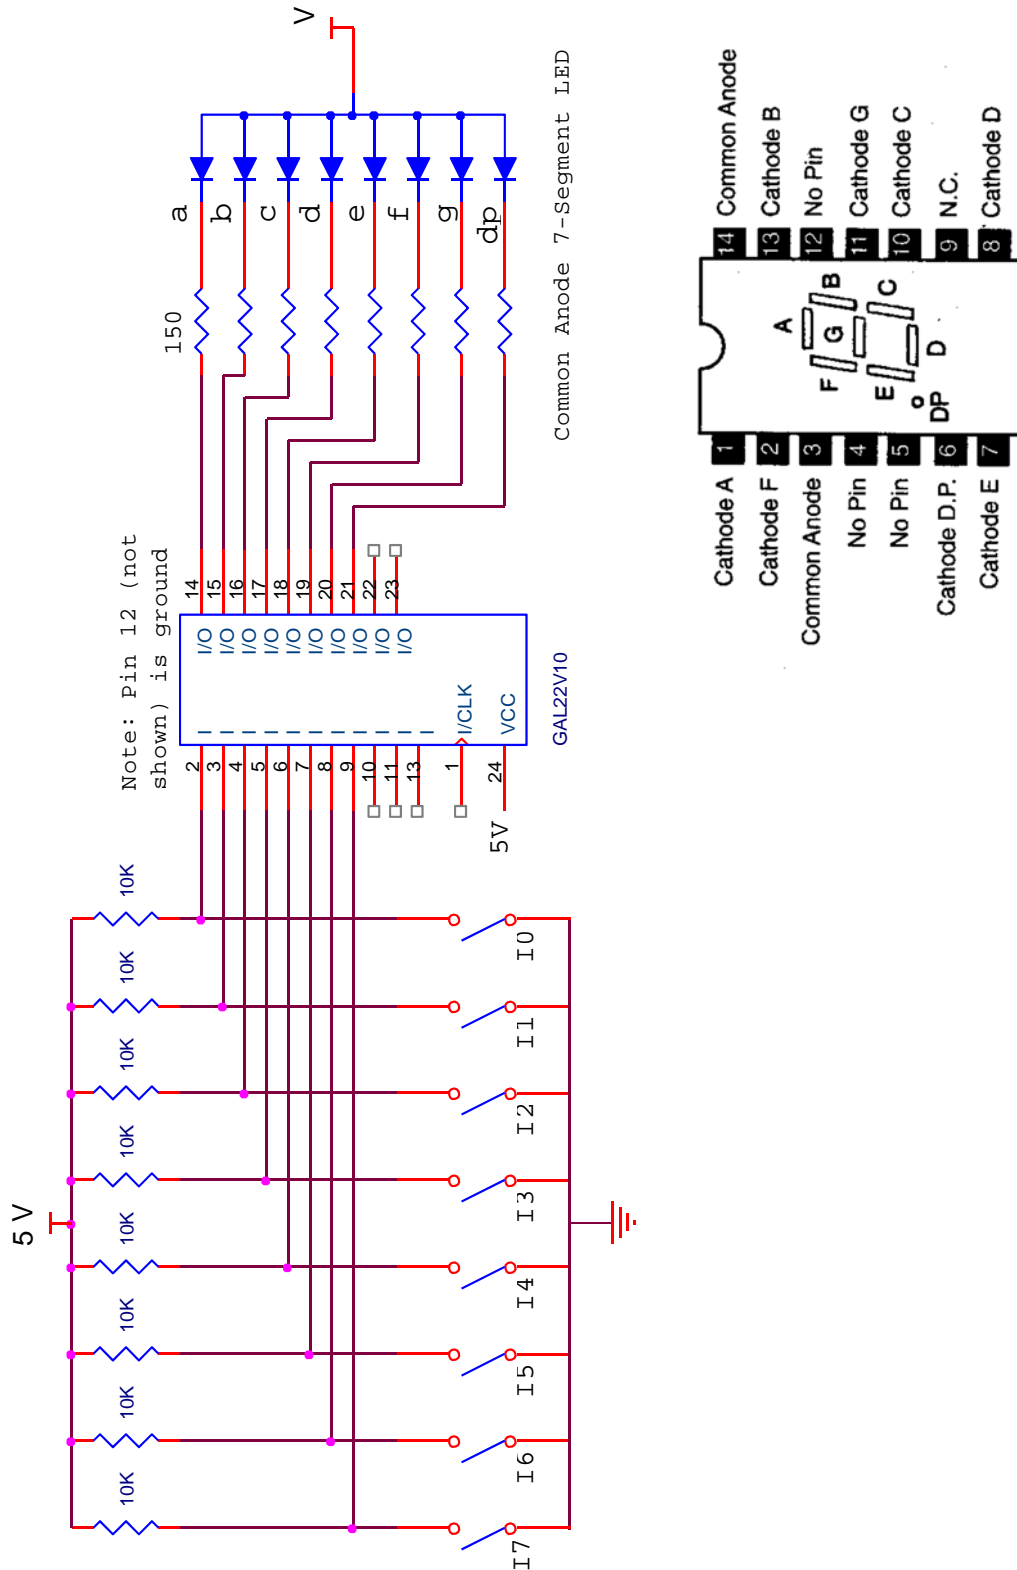 5 V
10K
10K
10K
10K
10K
10K
10K
10K
I7
I6
I5
I4
I3
I2
I1
I0
Note: Pin 12 (not
shown) is ground
2
3
4
5
6
7
8
9
10
11
13
1
24
5V
I
I
I
I
I
I
I
I
I
I
I
I/CLK
VCC
I/O
I/O
I/O
I/O
I/O
I/O
I/O
I/O
I/O
I/O
14
15
16
17
18
19
20
21
22
23
GAL22V10
150
a
b
c
d
e
f
g
dp
V
Common Anode 7-Segment LED
Cathode A 1
Cathode F 2
Common Anode 3
No Pin 4
No Pin 5
Cathode D.P. 6
Cathode E 7
A
F
G
B
E
C
D
DP
14 Common Anode
13 Cathode B
12 No Pin
11 Cathode G
10 Cathode C
9 N.C.
8 Cathode D